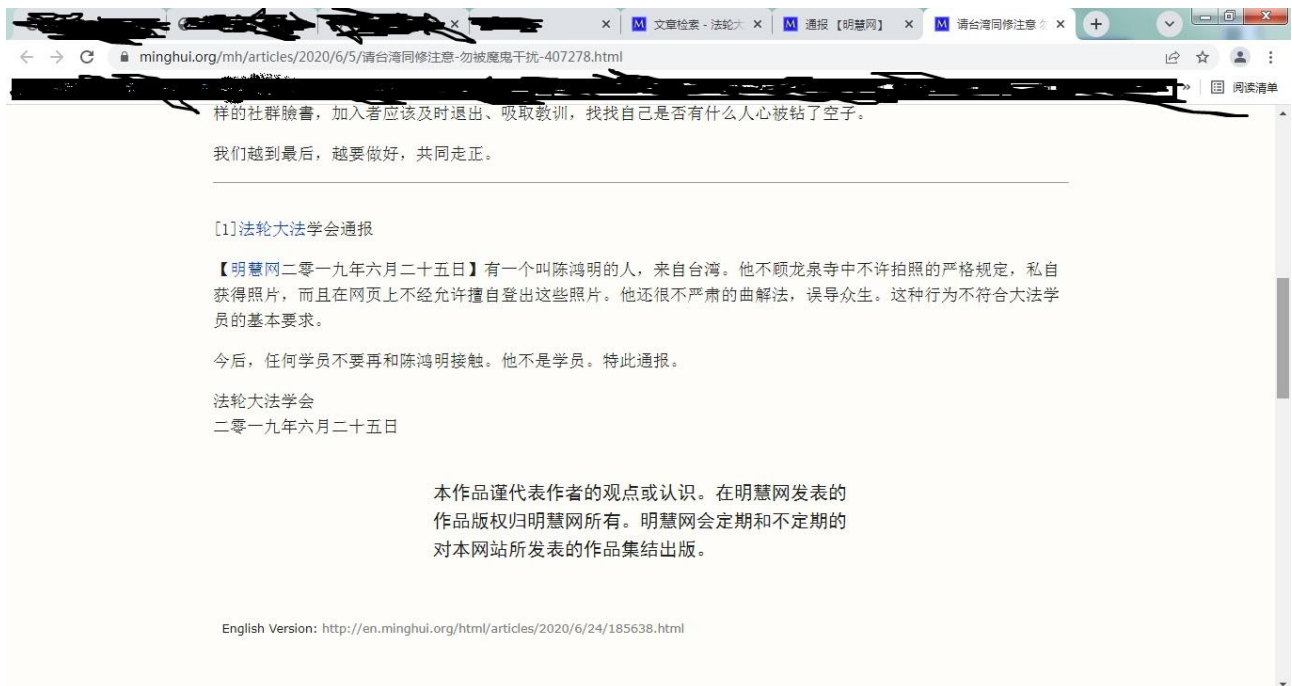 文章检索 - 法轮大
通报 【明慧网】
请台湾同修注意
minghui.org/mh/articles/2020/6/5/请台湾同修注意-勿被魔鬼干扰-407278.html
阅读清单
样的社群臉書，加入者应该及时退出、吸取教训，找找自己是否有什么人心被钻了空子。
我们越到最后，越要做好，共同走正。
[1]法轮大法学会通报
【明慧网二零一九年六月二十五日】有一个叫陈鸿明的人，来自台湾。他不顾龙泉寺中不许拍照的严格规定，私自
获得照片，而且在网页上不经允许擅自登出这些照片。他还很不严肃的曲解法，误导众生。这种行为不符合大法学
员的基本要求。
今后，任何学员不要再和陈鸿明接触。他不是学员。特此通报。
法轮大法学会
二零一九年六月二十五日
本作品谨代表作者的观点或认识。在明慧网发表的
作品版权归明慧网所有。明慧网会定期和不定期的
对本网站所发表的作品集结出版。
English Version: http://en.minghui.org/html/articles/2020/6/24/185638.html